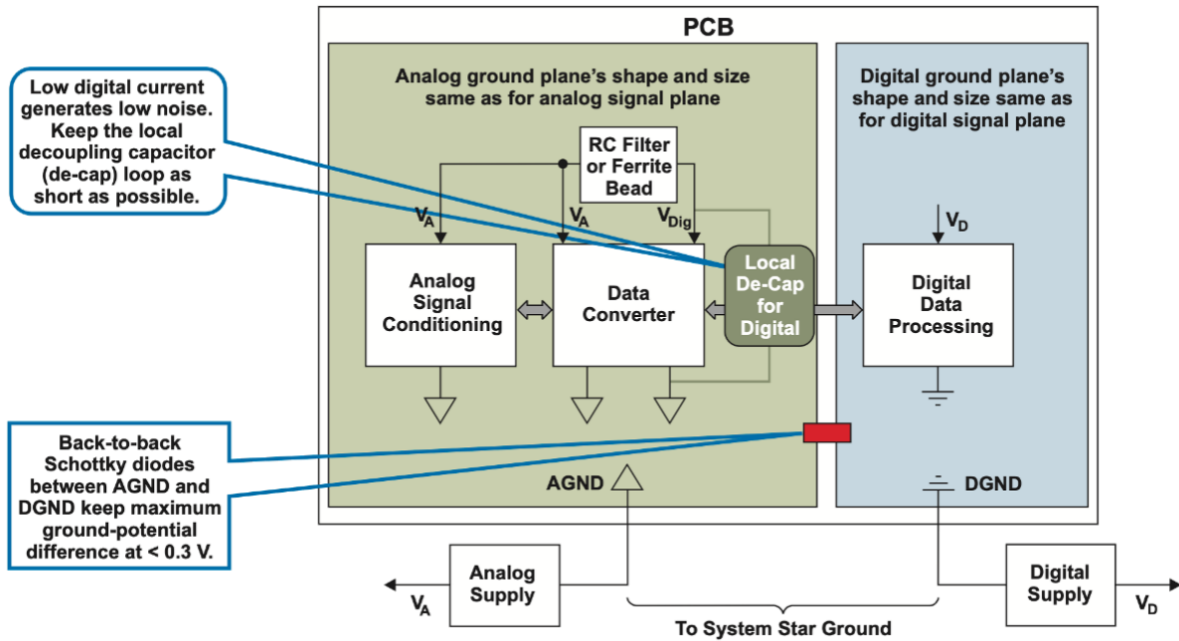 PCB
Analog ground plane's shape and size
same as for analog signal plane
Digital ground plane's
shape and size same as
for digital signal plane
Low digital current
generates low noise.
Keep the local
decoupling capacitor
(de-cap) loop as
short as possible.
RC Filter
or Ferrite
Bead
VA
VA
VDig
VD
Analog
Signal
Conditioning
Data
Converter
Local
De-Cap
for
Digital
Digital
Data
Processing
Back-to-back
Schottky diodes
between AGND and
DGND keep maximum
ground-potential
difference at < 0.3 V.
AGND
DGND
Analog
Supply
Digital
Supply
VA
VD
To System Star Ground